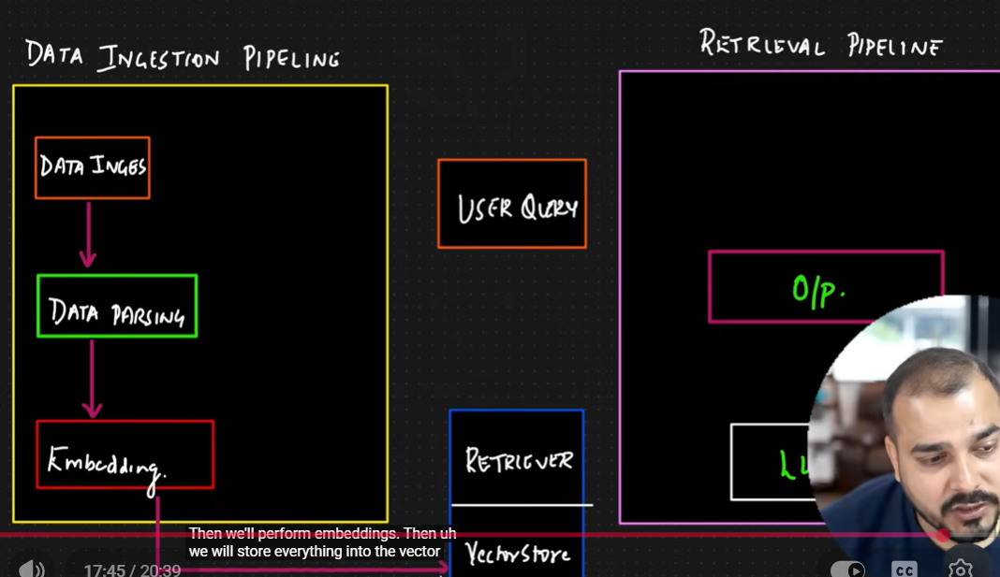 DATA INGESTION PIPELING
RETRIEVAL PIPELINE
DATA INGES
USER QUERY
DATA PARSING
O/P.
Embedding.
RETRIEVER
Then we'll perform embeddings. Then uh
we will store everything into the vector
VectorStore
17:45 / 20:39
CC